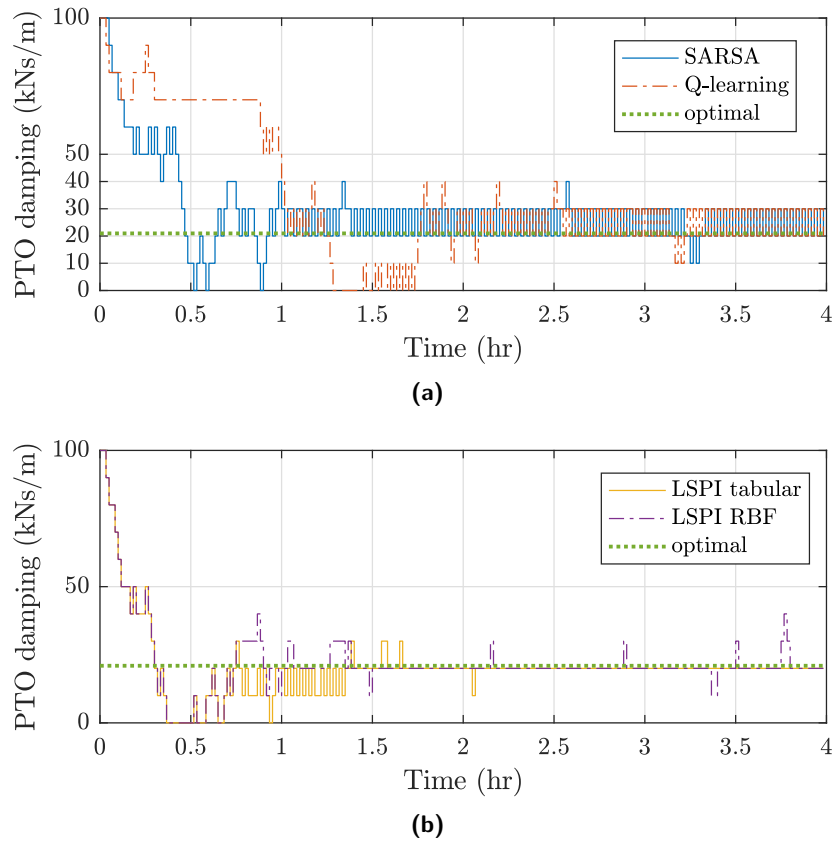 100
50
40
30
20
10
0
PTO damping (kNs/m)
SARSA
Q-learning
optimal
0 0.5 1 1.5 2 2.5 3 3.5 4
Time (hr)
(a)
100
50
0
PTO damping (kNs/m)
LSPI tabular
LSPI RBF
optimal
0 0.5 1 1.5 2 2.5 3 3.5 4
Time (hr)
(b)